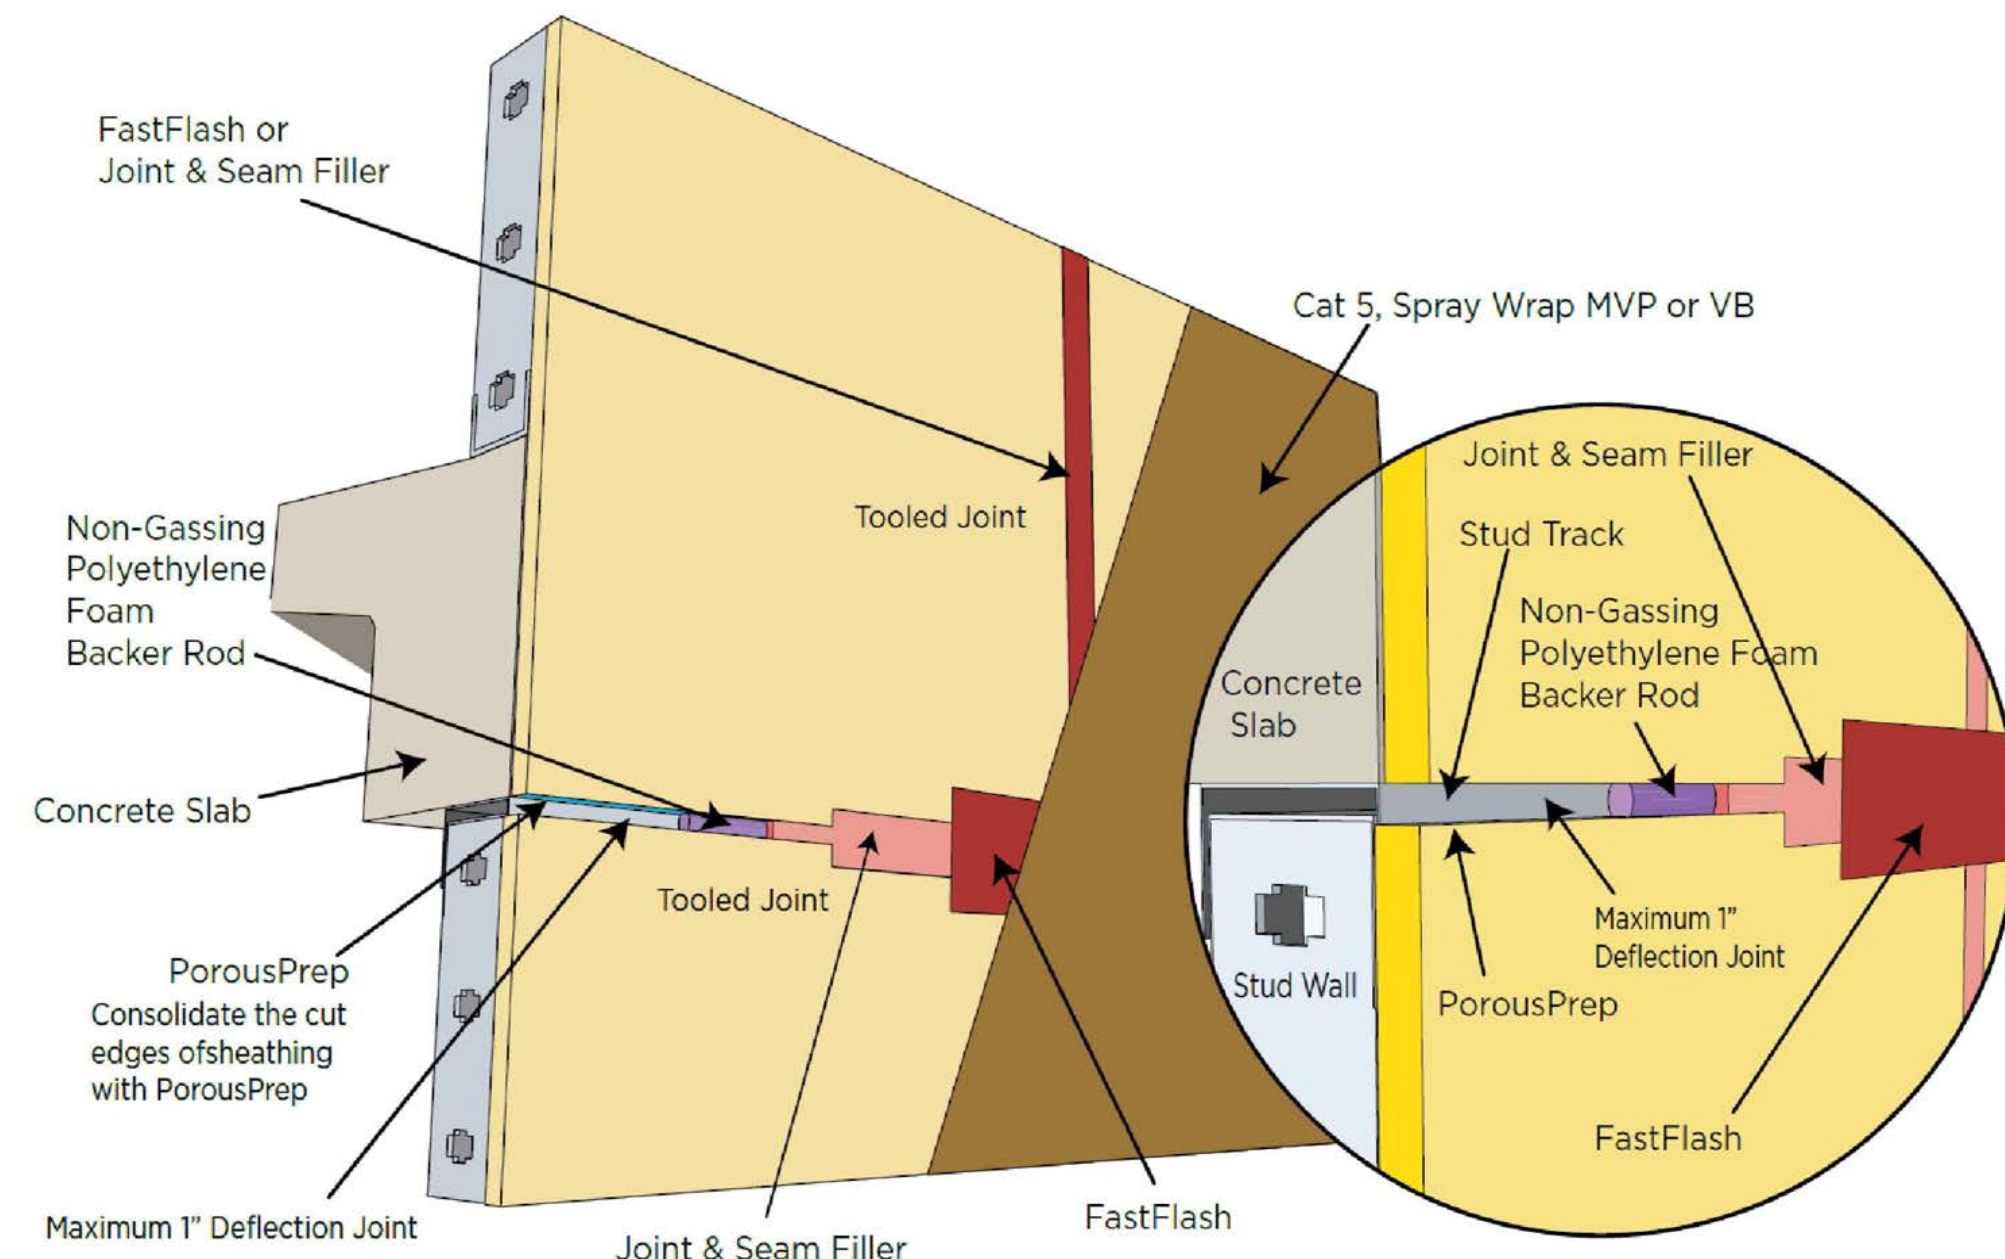 FastFlash or
Joint & Seam Filler
Cat 5, Spray Wrap MVP or VB
Tooled Joint
Non-Gassing
Polyethylene
Foam
Backer Rod
Concrete Slab
Tooled Joint
PorousPrep
Consolidate the cut
edges ofsheathing
with PorousPrep
Maximum 1” Deflection Joint
Joint & Seam Filler
FastFlash
Joint & Seam Filler
Stud Track
Non-Gassing
Polyethylene Foam
Backer Rod
Concrete
Slab
Maximum 1”
Deflection Joint
Stud Wall
PorousPrep
FastFlash